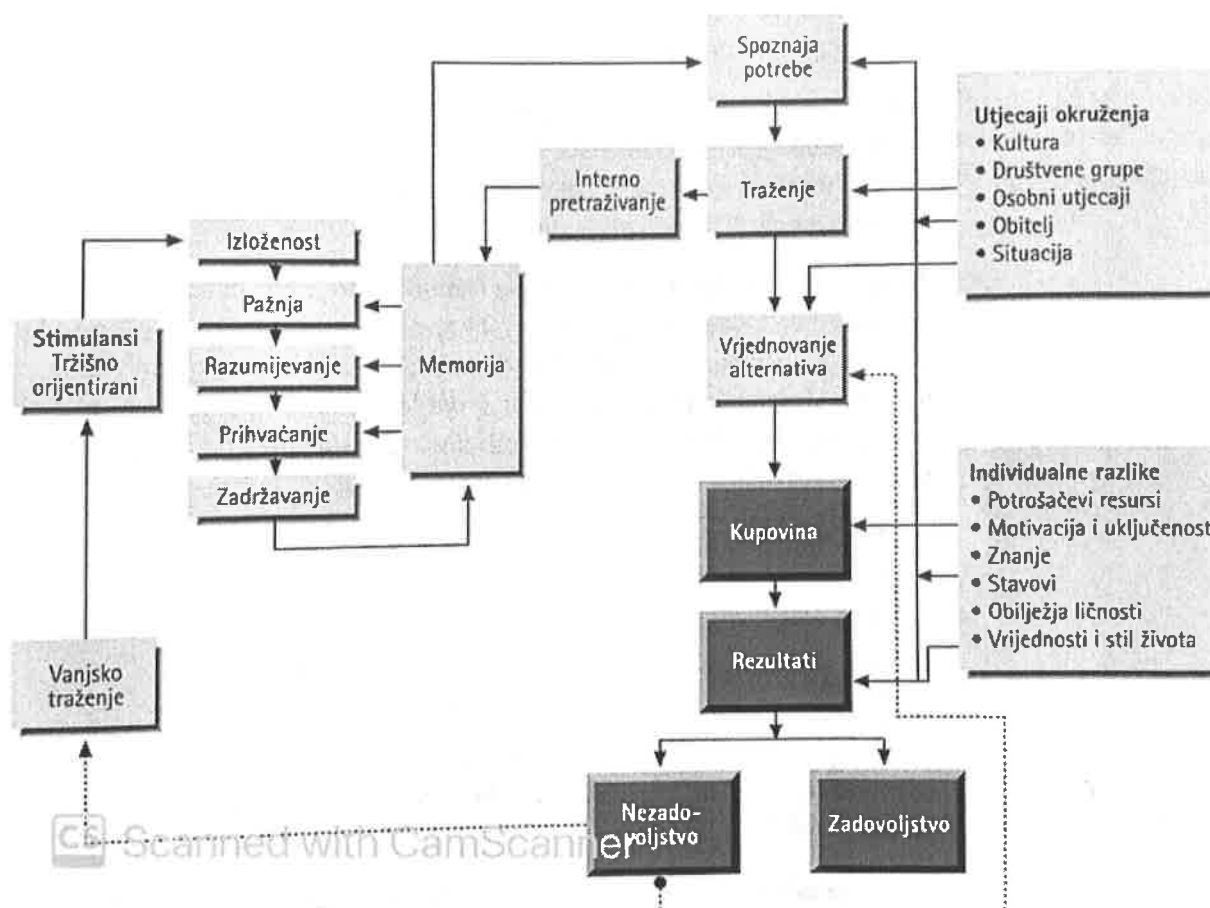 Spoznaja
potrebe
Utjecaji okruženja
• Kultura
• Društvene grupe
• Osobni utjecaji
• Obitelj
• Situacija
Interno
pretraživanje
Traženje
Izloženost
Pažnja
Razumijevanje
Prihvaćanje
Zadržavanje
Memorija
Stimulansi
Tržišno
orijentirani
Vrjednovanje
alternativa
Individualne razlike
• Potrošačevi resursi
• Motivacija i uključenost
• Znanje
• Stavovi
• Obilježja ličnosti
• Vrijednosti i stil života
Kupovina
Rezultati
Vanjsko
traženje
Nezado-
voljstvo
Zadovoljstvo
CS Scanned with CamScanner